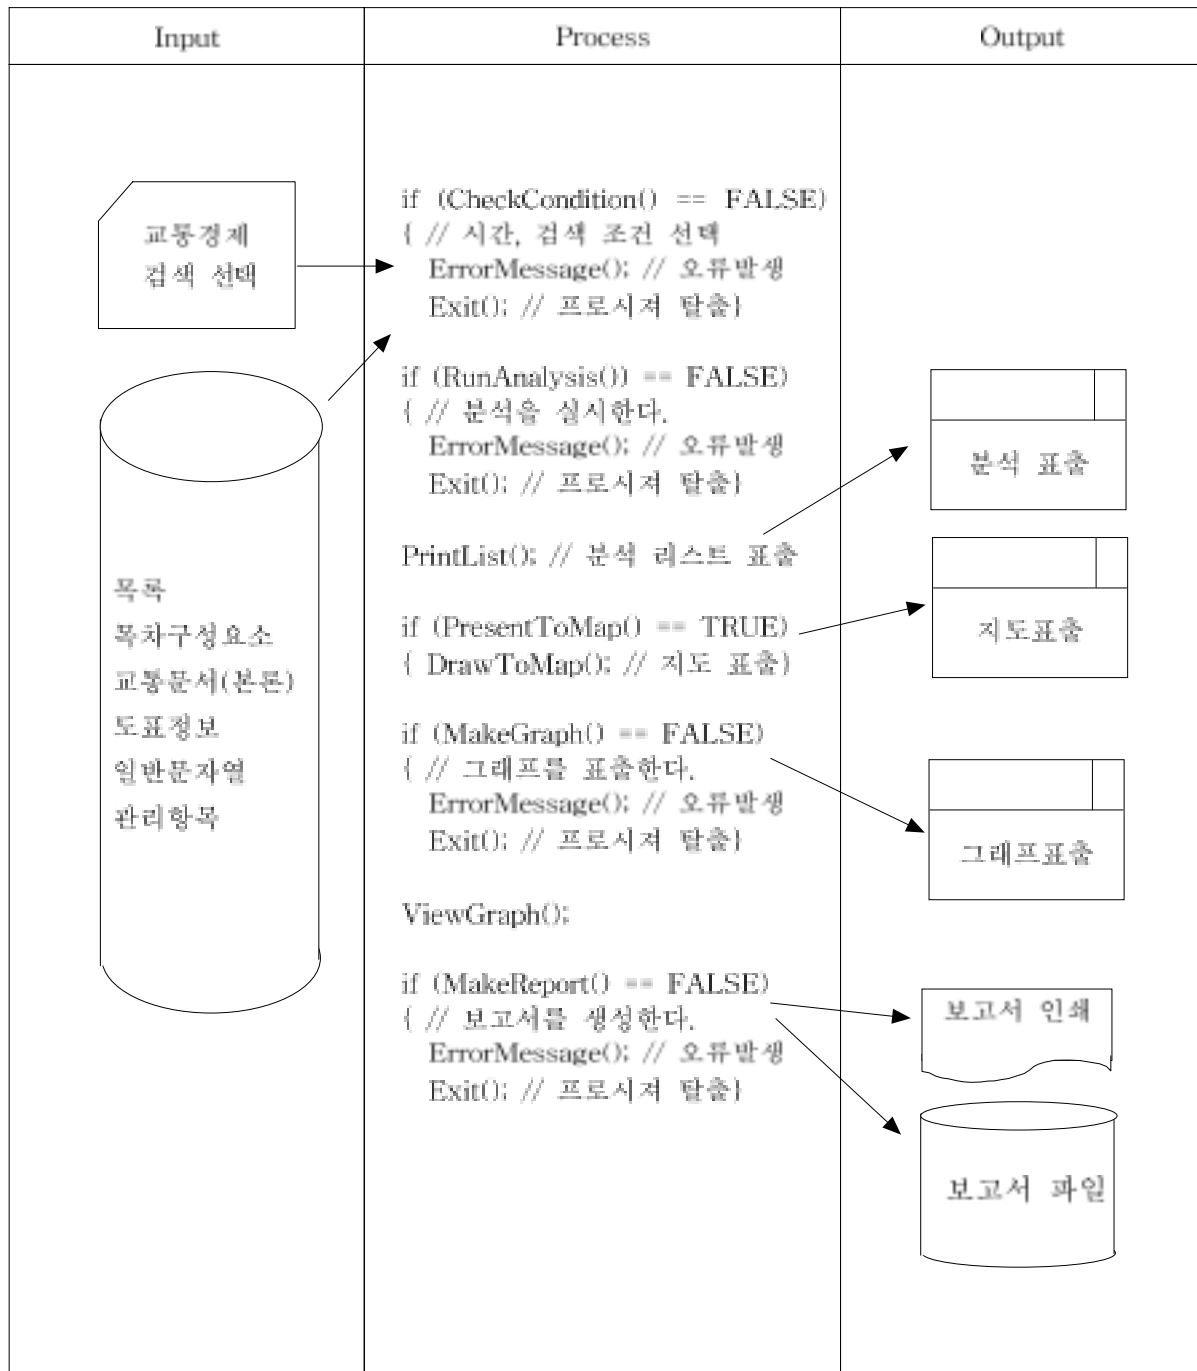 Input
Process
Output
교통경제
검색 선택
목록
목차구성요소
교통문서(본론)
도표정보
일반문자열
관리항목
if (CheckCondition() == FALSE)
{ // 시간, 검색 조건 선택
ErrorMessage(); // 오류발생
Exit(); // 프로시져 탈출}
if (RunAnalysis()) == FALSE)
{ // 분석을 실시한다.
ErrorMessage(); // 오류발생
Exit(); // 프로시져 탈출}
PrintList(); // 분석 리스트 표출
if (PresentToMap() == TRUE)
{ DrawToMap(); // 지도 표출}
if (MakeGraph() == FALSE)
{ // 그래프를 표출한다.
ErrorMessage(); // 오류발생
Exit(); // 프로시져 탈출}
ViewGraph();
if (MakeReport() == FALSE)
{ // 보고서를 생성한다.
ErrorMessage(); // 오류발생
Exit(); // 프로시져 탈출}
분석 표출
지도표출
그래프표출
보고서 인쇄
보고서 파일